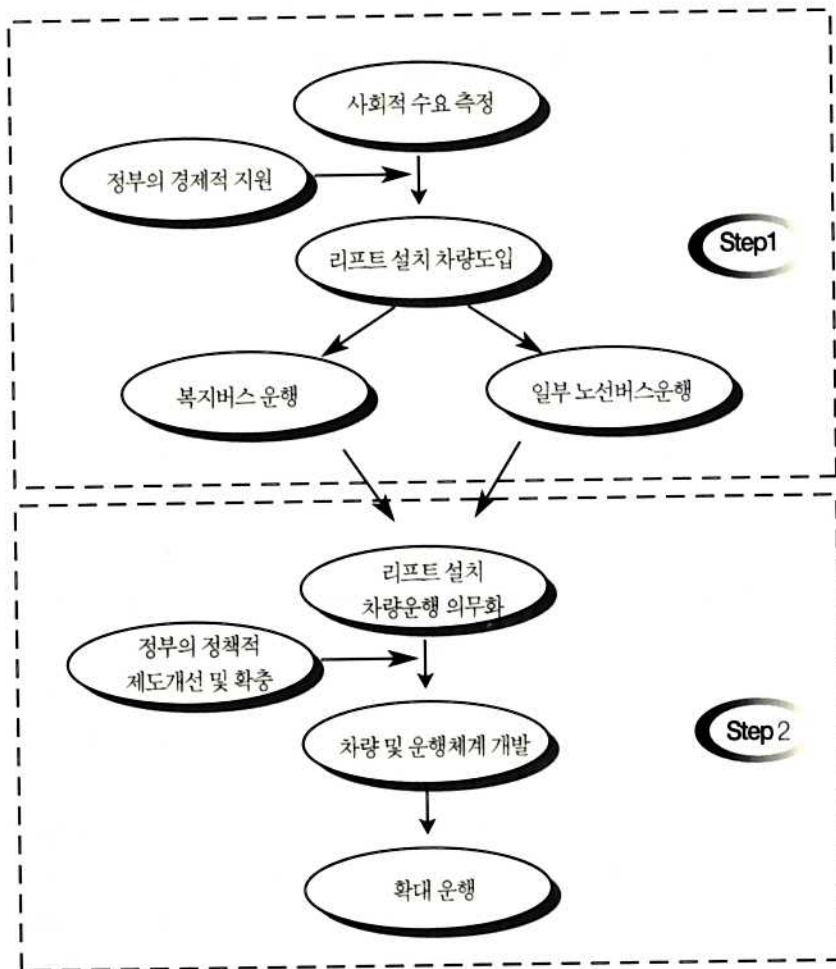 사회적 수요 측정
정부의 경제적 지원
리프트 설치 차량도입
Step1
복지버스 운행
일부 노선버스운행
리프트 설치
차량운행 의무화
정부의 정책적
제도개선 및 확충
차량 및 운행체계 개발
Step 2
확대 운행